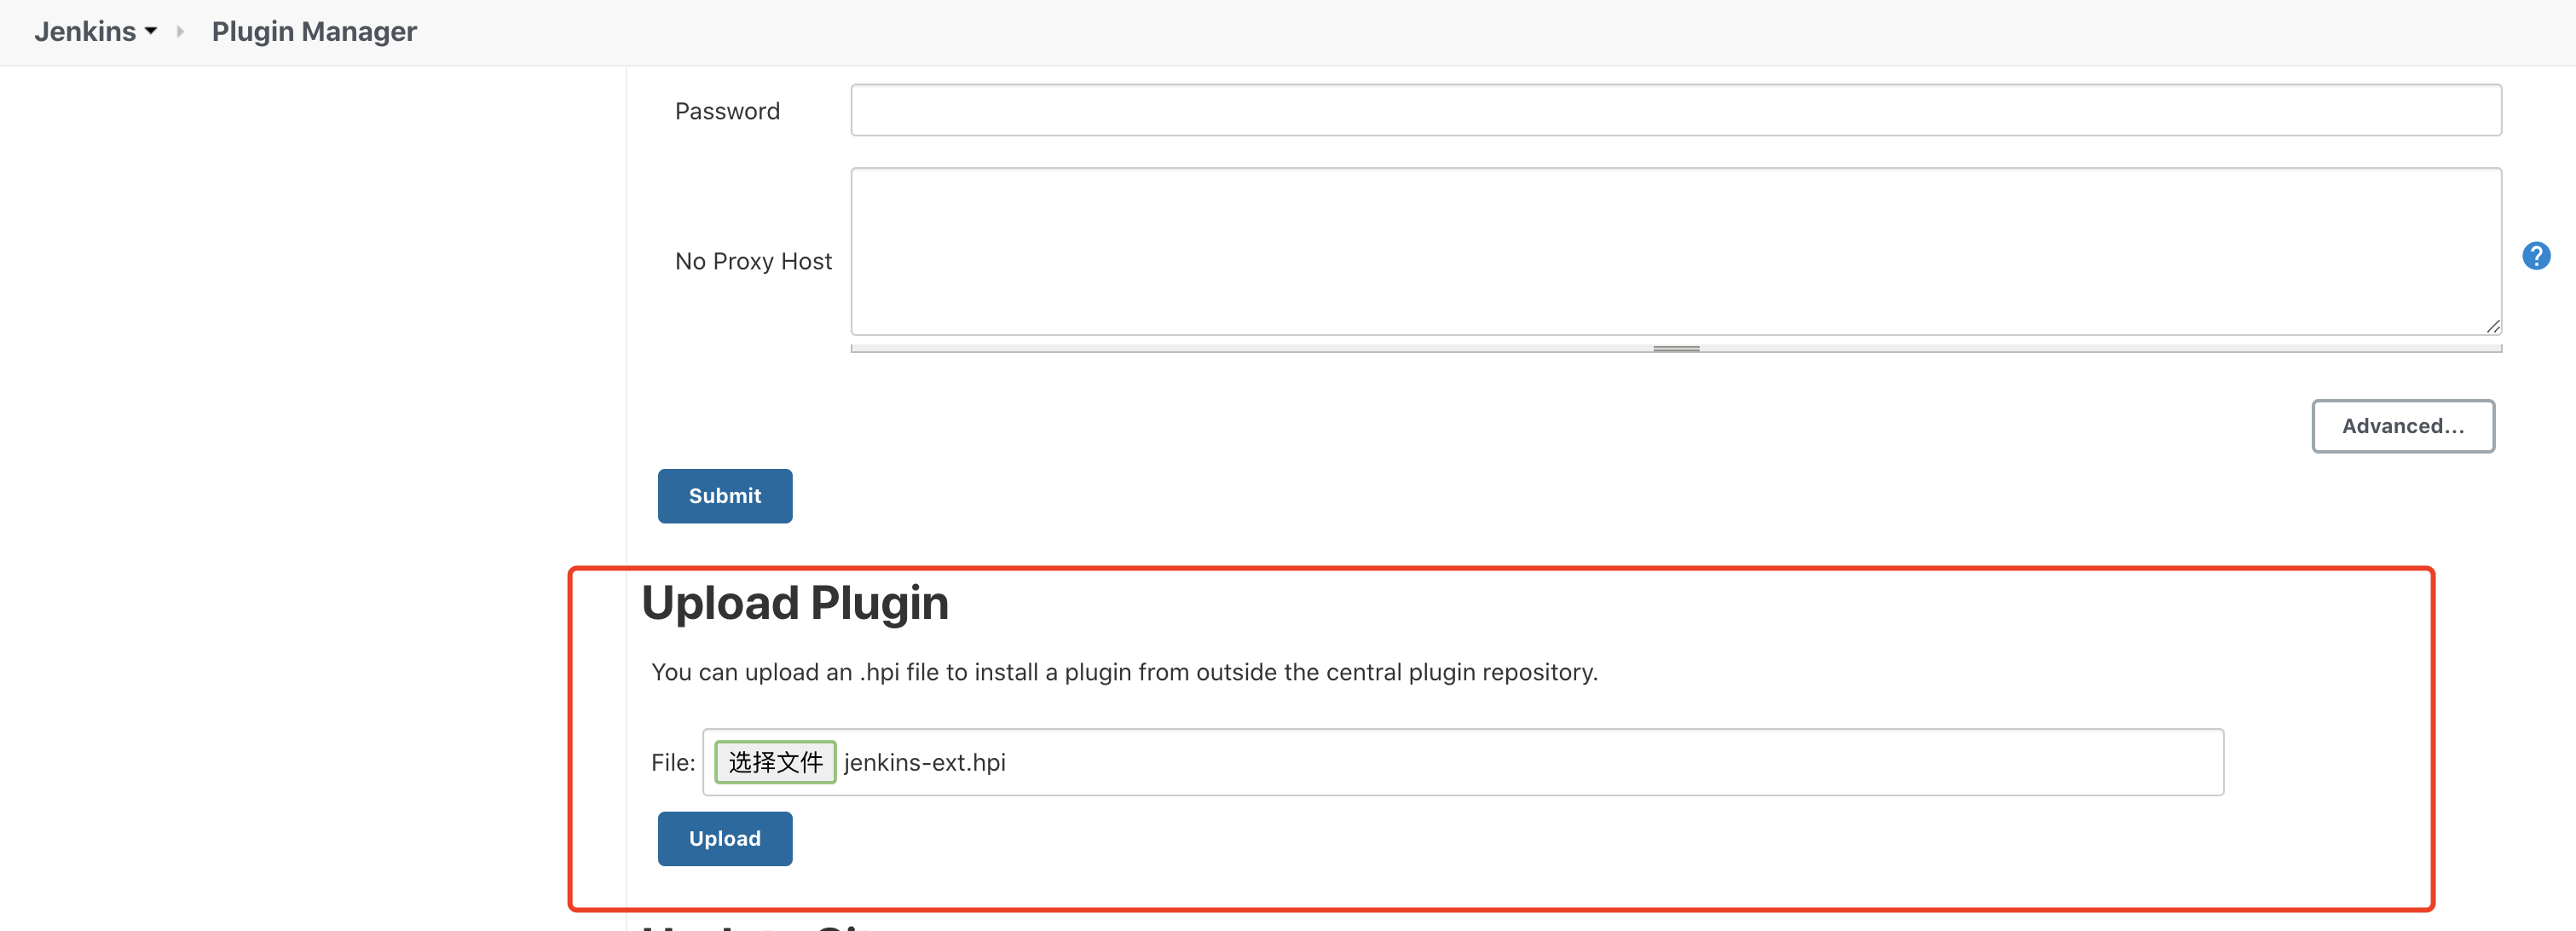 Jenkins Plugin Manager
Password
No Proxy Host
?
Advanced...
Submit
Upload Plugin
You can upload an .hpi file to install a plugin from outside the central plugin repository.
File: 选择文件 jenkins-ext.hpi
Upload